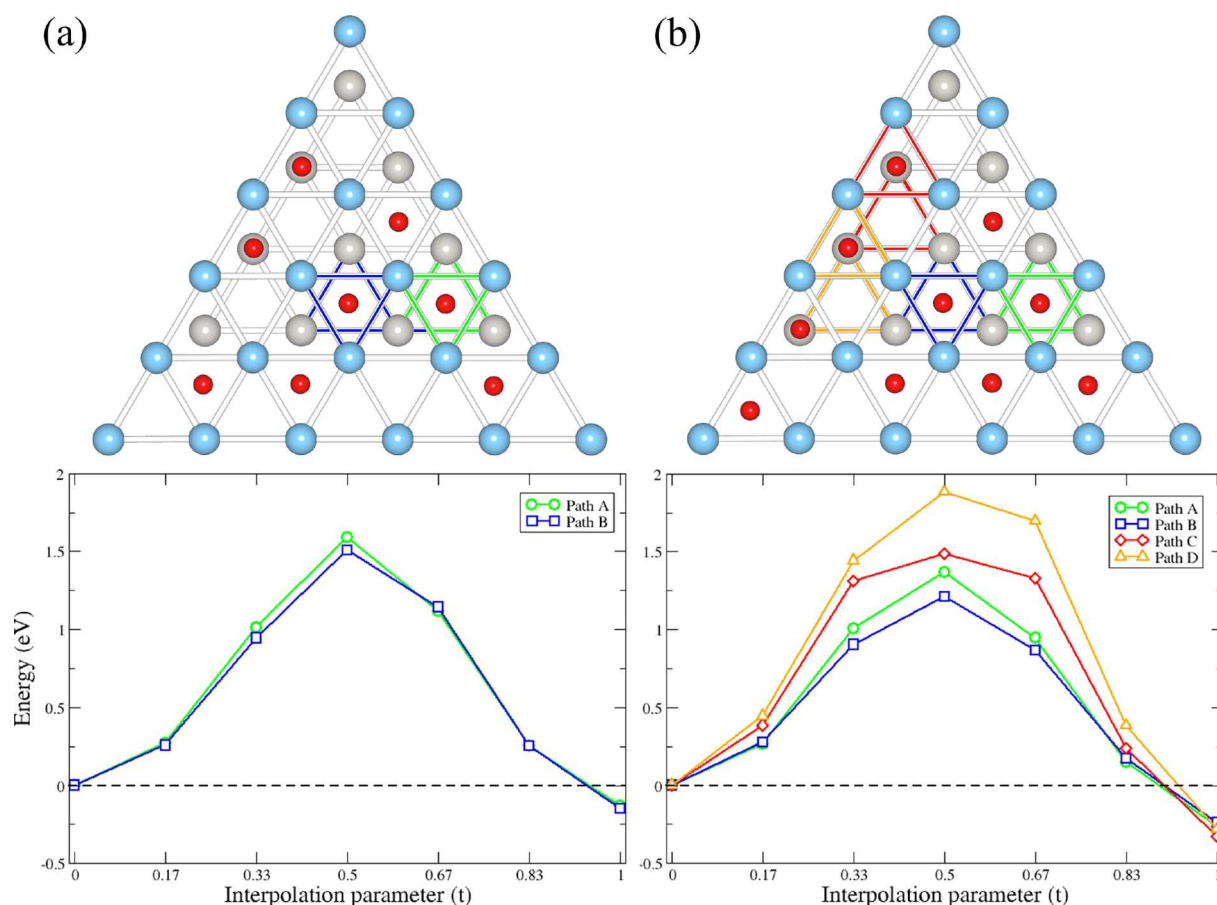 (a)
(b)
2
1.5
1
0.5
0
-0.5
Energy (eV)
Path A
Path B
0
0.17
0.33
0.5
0.67
0.83
1
Interpolation parameter (t)
2
1.5
1
0.5
0
-0.5
Path A
Path B
Path C
Path D
0
0.17
0.33
0.5
0.67
0.83
1
Interpolation parameter (t)